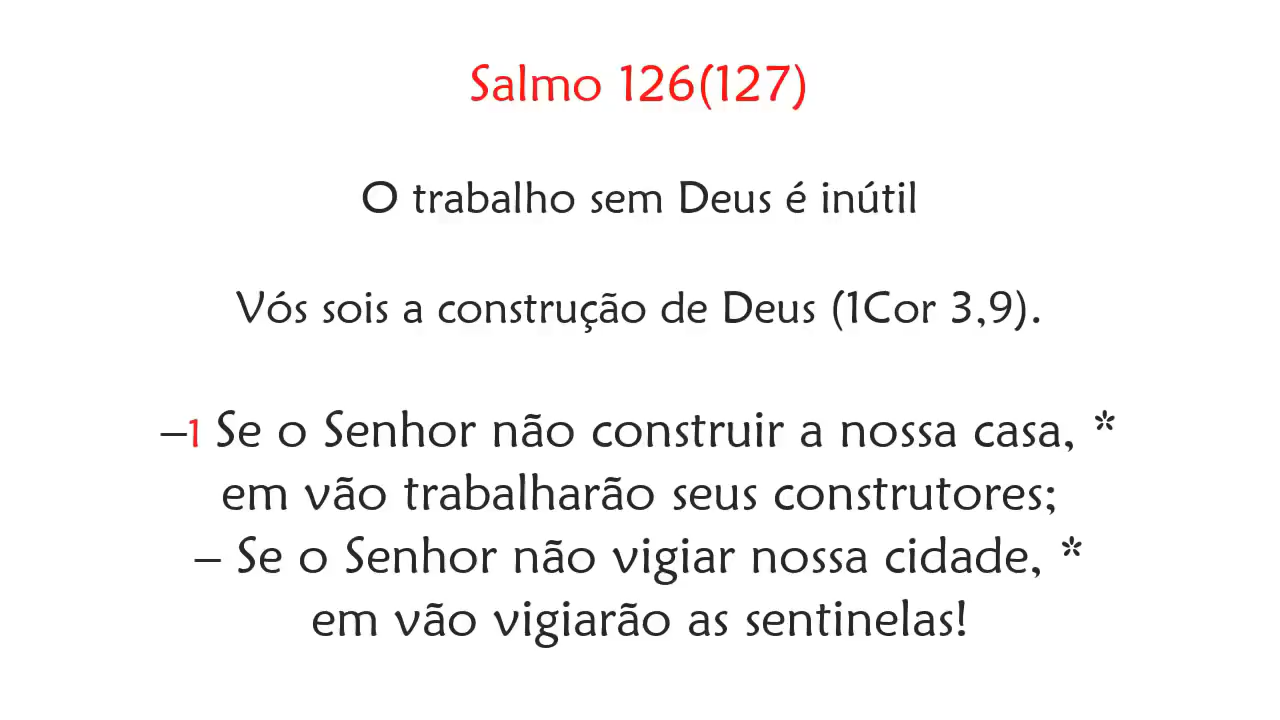 Salmo 126(127)
O trabalho sem Deus é inútil
Vós sois a construção de Deus (1Cor 3,9).
–1 Se o Senhor não construir a nossa casa, *
em vão trabalharão seus construtores;
– Se o Senhor não vigiar nossa cidade, *
em vão vigiarão as sentinelas!